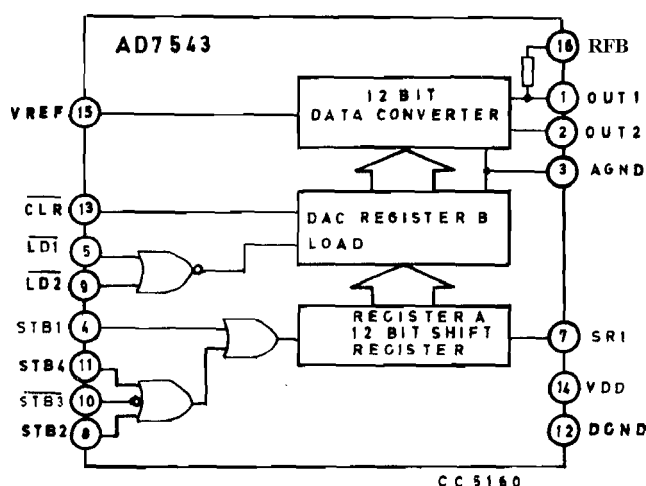 AD7543
16 RFB
12 BIT
DATA CONVERTER
1 OUT1
VREF 15
2 OUT2
3 AGND
CLR 13
DAC REGISTER B
LD1 5
LOAD
LD2 9
STB1 4
REGISTER A
12 BIT SHIFT
REGISTER
7 SRI
STB4 11
STB3 10
14 VDD
STB2 8
12 DGND
CC5160